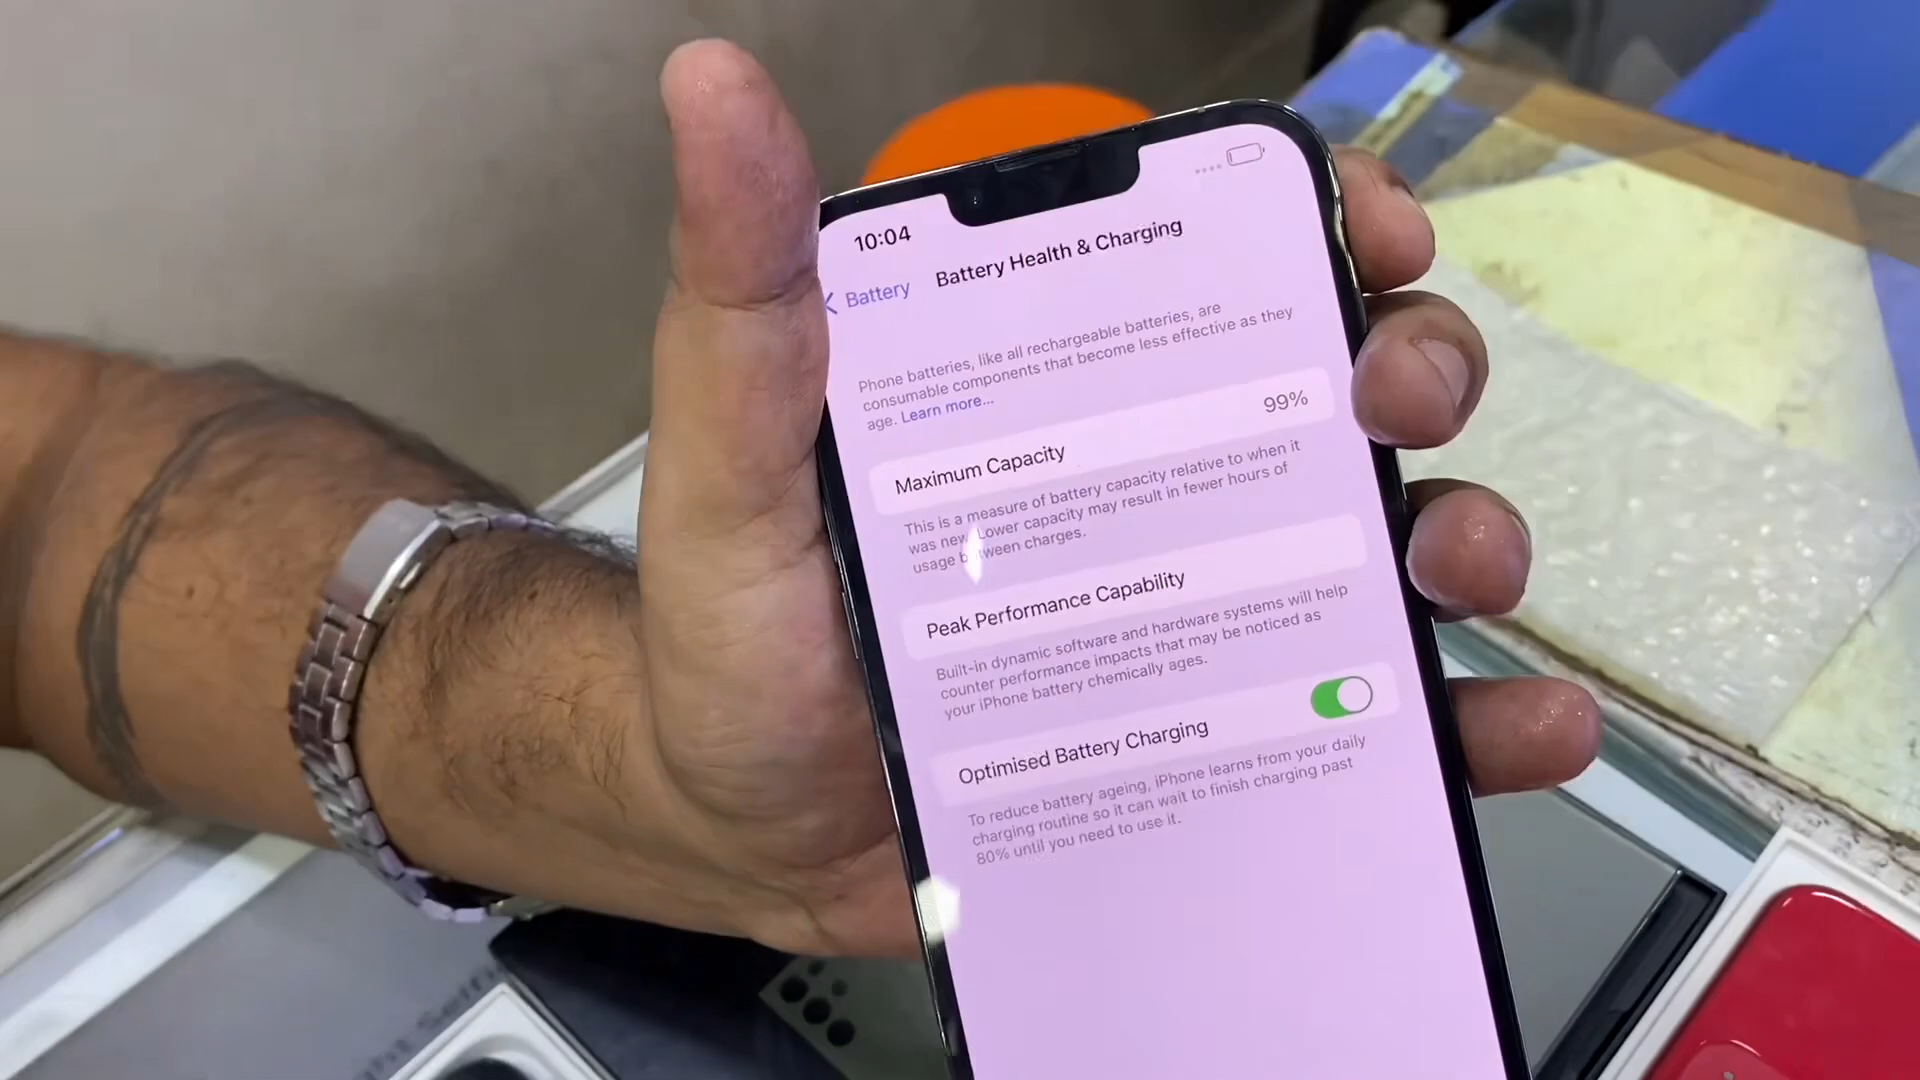 10:04
Battery
Battery Health & Charging
Phone batteries, like all rechargeable batteries, are
consumable components that become less effective as they
age. Learn more...
Maximum Capacity
99%
This is a measure of battery capacity relative to when it
was new. Lower capacity may result in fewer hours of
usage between charges.
Peak Performance Capability
Built-in dynamic software and hardware systems will help
counter performance impacts that may be noticed as
your iPhone battery chemically ages.
Optimised Battery Charging
To reduce battery ageing, iPhone learns from your daily
charging routine so it can wait to finish charging past
80% until you need to use it.